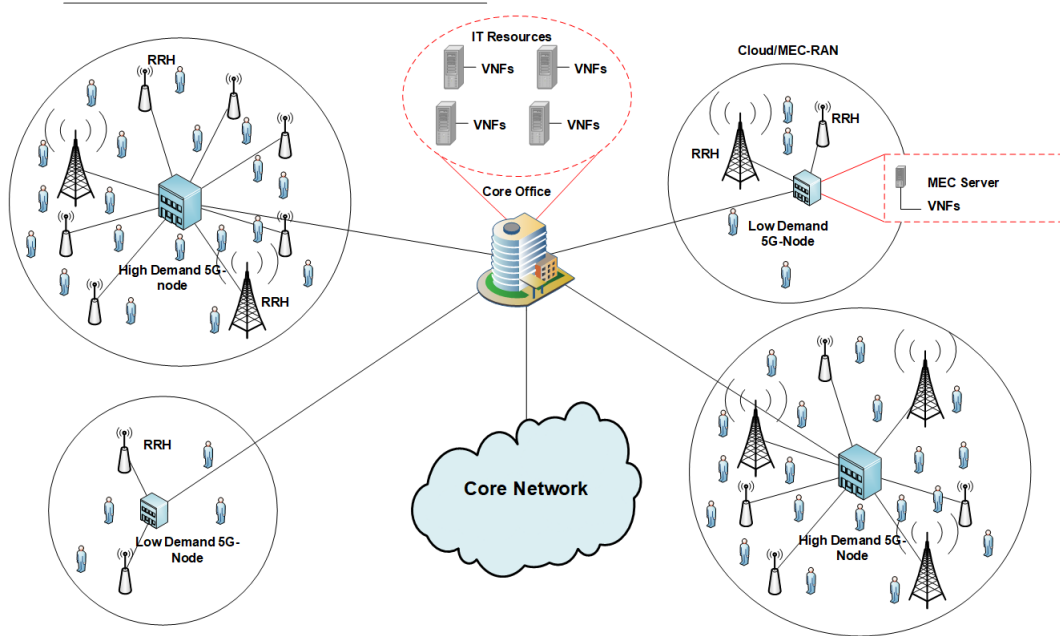 IT Resources
VNFs
VNFs
VNFs
VNFs
Core Office
RRH
High Demand 5G-
node
RRH
Cloud/MEC-RAN
RRH
RRH
MEC Server
VNFs
Low Demand
5G-Node
RRH
Low Demand 5G-
Node
Core Network
High Demand 5G-
Node